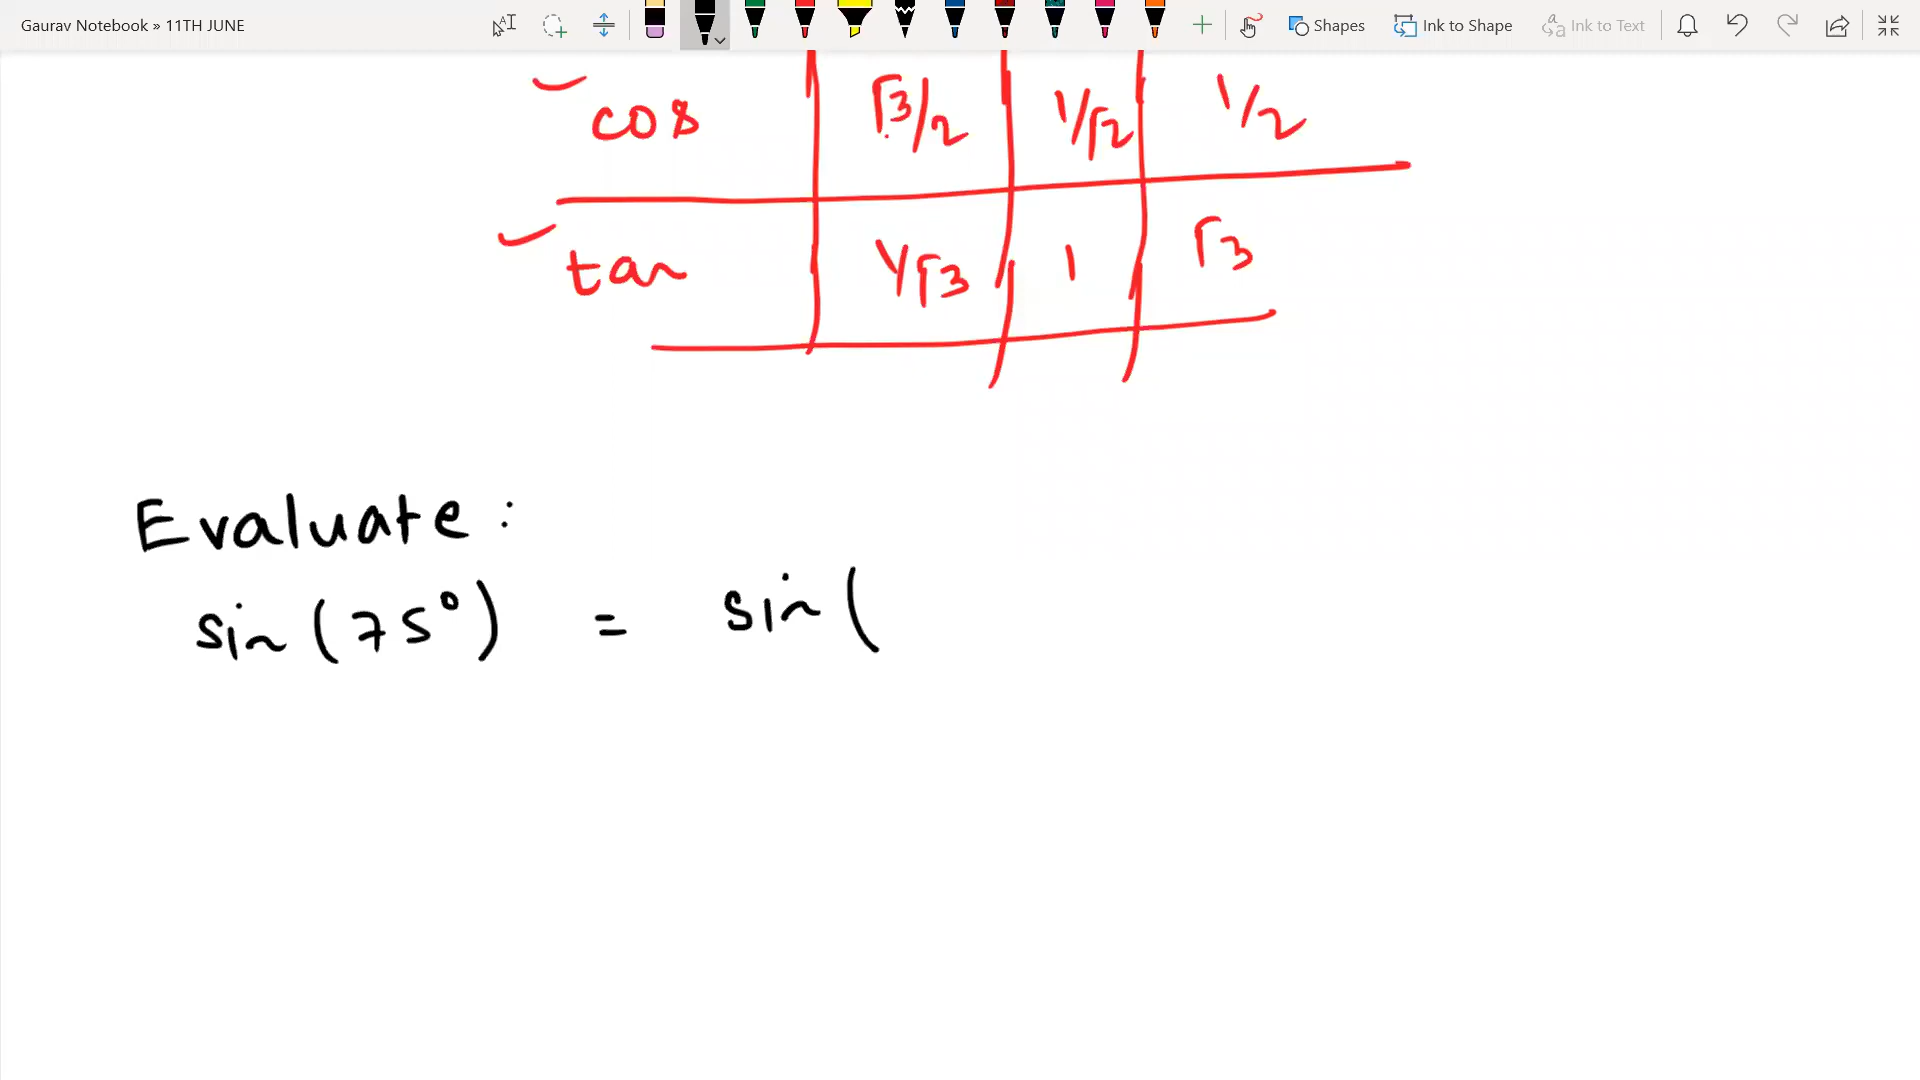 Gaurav Notebook » 11TH JUNE Shapes Ink to Shape Ink to Text
cos √3/2 1/√2 1/2
tan 1/√3 1 √3
Evaluate :
sin(75°) = sin(